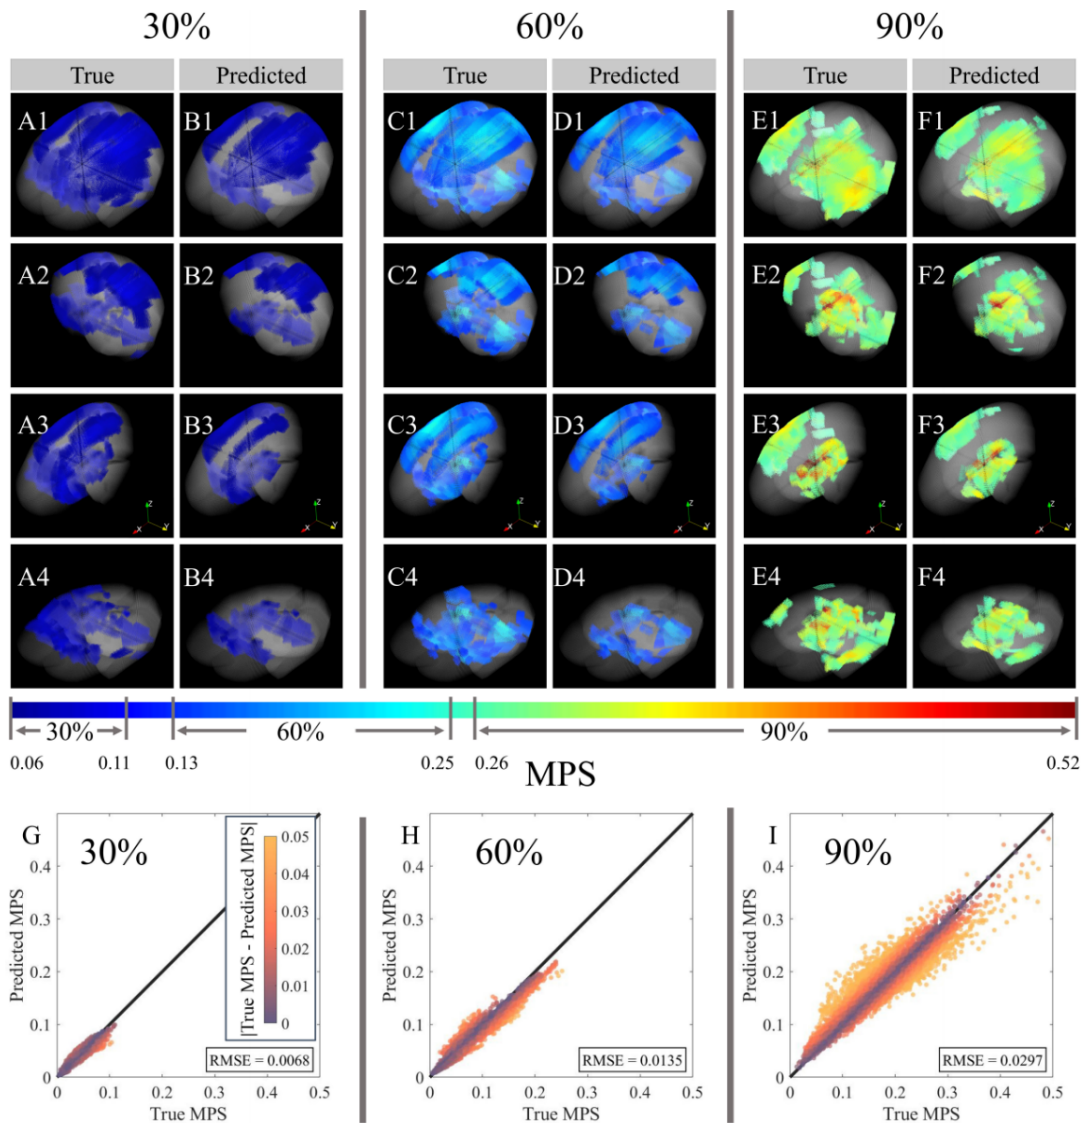 30% 60% 90%
True Predicted True Predicted True Predicted
A1 B1 C1 D1 E1 F1
A2 B2 C2 D2 E2 F2
A3 B3 C3 D3 E3 F3
Z Z Z Z Z Z
X Y X Y X Y X Y X Y X Y
A4 B4 C4 D4 E4 F4
30% 60% 90%
0.06 0.11 0.13 0.25 0.26 0.52
MPS
G 30% H 60% I 90%
|True MPS - Predicted MPS|
0.05
0.04
0.03
0.02
0.01
0
Predicted MPS
0.4
0.3
0.2
0.1
0
RMSE = 0.0068
0 0.1 0.2 0.3 0.4 0.5
True MPS
Predicted MPS
0.4
0.3
0.2
0.1
0
RMSE = 0.0135
0 0.1 0.2 0.3 0.4 0.5
True MPS
Predicted MPS
0.4
0.3
0.2
0.1
0
RMSE = 0.0297
0 0.1 0.2 0.3 0.4 0.5
True MPS